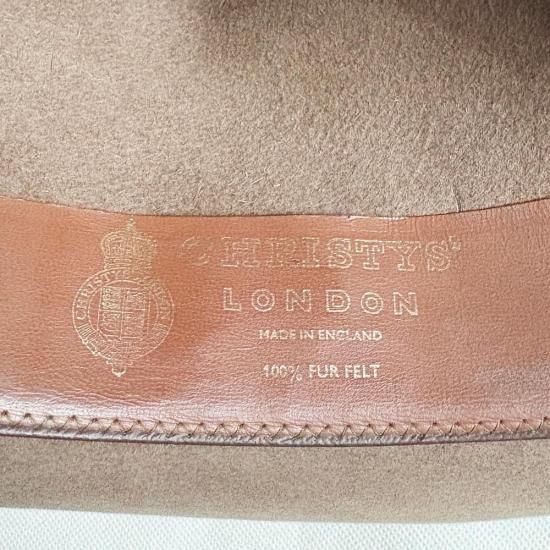 CHRISTYS'
LONDON
MADE IN ENGLAND
100% FUR FELT